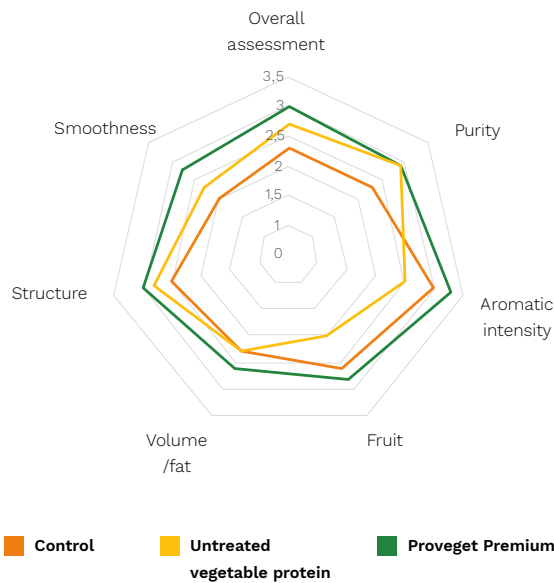 Overall
assessment
3,5
3
2,5
2
1,5
1
0
Smoothness
Purity
Structure
Aromatic
intensity
Volume
/fat
Fruit
Control
Untreated
vegetable protein
Proveget Premium